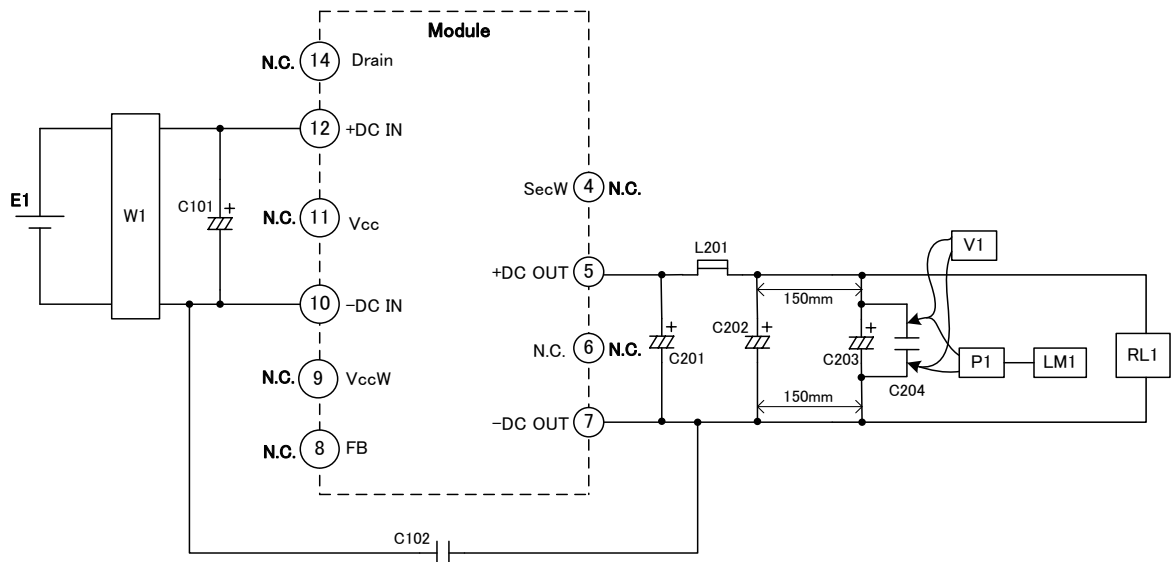 Module
N.C. 14 Drain
12 +DC IN
E1
W1
C101 +
N.C. 11 Vcc
10 -DC IN
N.C. 9 VccW
N.C. 8 FB
SecW 4 N.C.
+DC OUT 5
N.C. 6 N.C.
-DC OUT 7
L201
C201 +
C202 +
150mm
150mm
C203 +
C204
V1
P1
LM1
RL1
C102